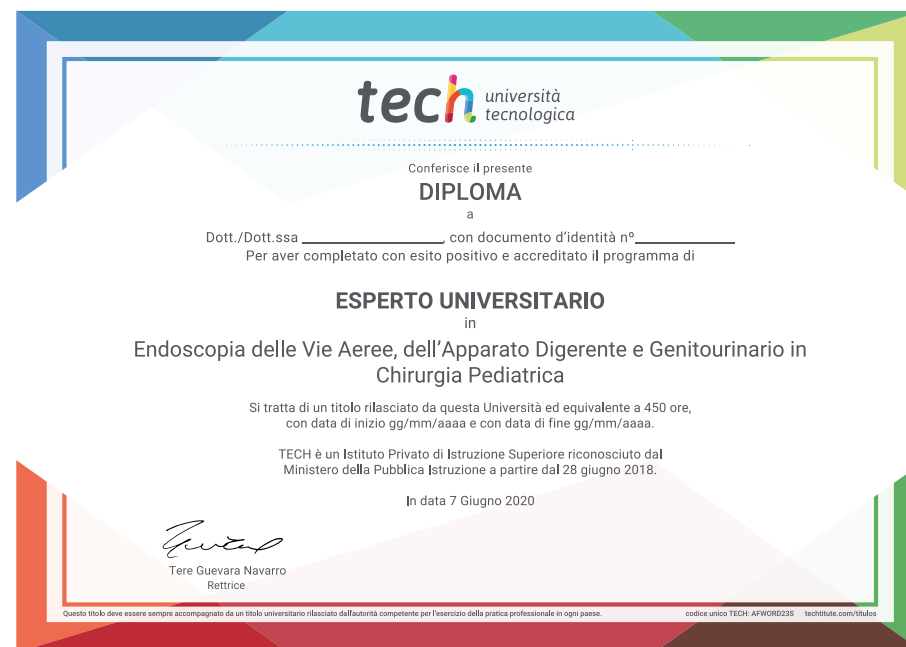 tech università
tecnologica
Conferisce il presente
DIPLOMA
a
Dott./Dott.ssa _________________, con documento d'identità nº____________
Per aver completato con esito positivo e accreditato il programma di
ESPERTO UNIVERSITARIO
in
Endoscopia delle Vie Aeree, dell'Apparato Digerente e Genitourinario in
Chirurgia Pediatrica
Si tratta di un titolo rilasciato da questa Università ed equivalente a 450 ore,
con data di inizio gg/mm/aaaa e con data di fine gg/mm/aaaa.
TECH è un Istituto Privato di Istruzione Superiore riconosciuto dal
Ministero della Pubblica Istruzione a partire dal 28 giugno 2018.
In data 7 Giugno 2020
Tere Guevara Navarro
Rettrice
Questo titolo deve essere sempre accompagnato da un titolo universitario rilasciato dall'autorità competente per l'esercizio della pratica professionale in ogni paese. codice unico TECH: AFWORD23S techtitute.com/titulos